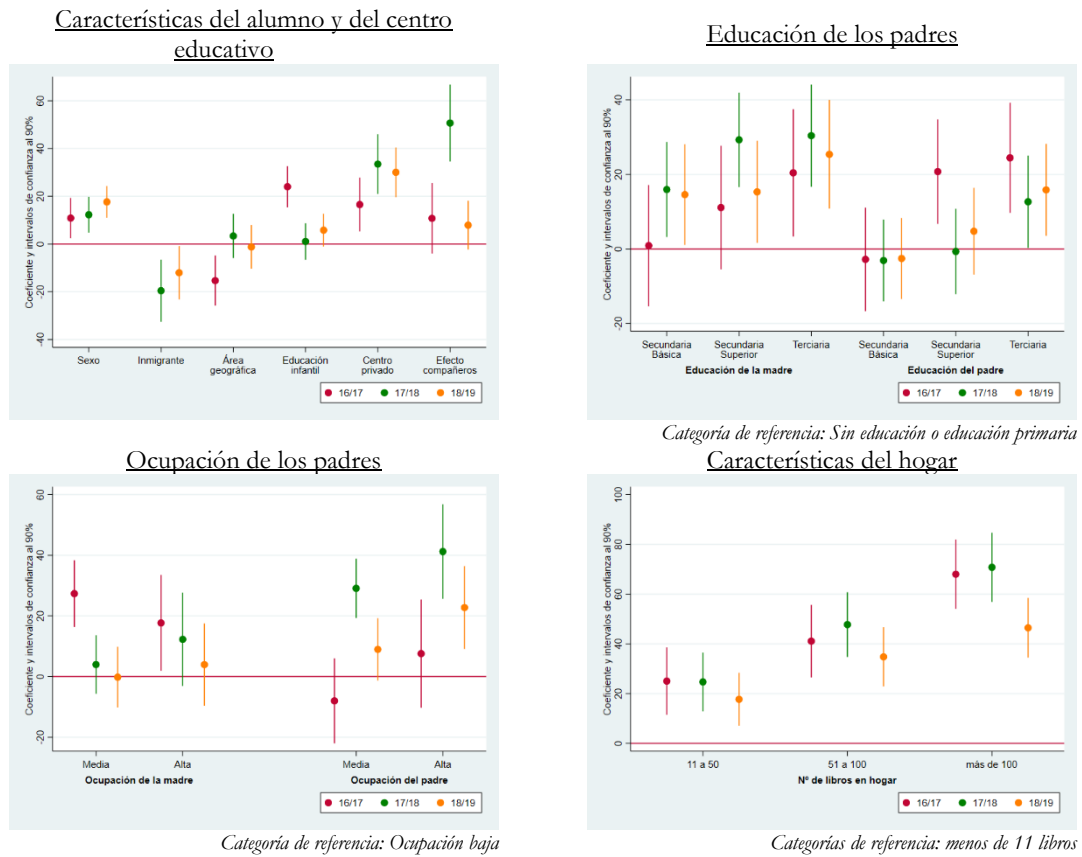 Características del alumno y del centro
educativo
Coeficiente y intervalos de confianza al 90%
60
40
20
0
-20
-40
Sexo Inmigrante Área geográfica Educación infantil Centro privado Efecto compañeros
16/17 17/18 18/19
Educación de los padres
Coeficiente y intervalos de confianza al 90%
40
20
0
-20
Secundaria Básica Secundaria Superior Terciaria Secundaria Básica Secundaria Superior Terciaria
Educación de la madre Educación del padre
16/17 17/18 18/19
Categoría de referencia: Sin educación o educación primaria
Ocupación de los padres
Coeficiente y intervalos de confianza al 90%
60
40
20
0
-20
Media Alta Media Alta
Ocupación de la madre Ocupación del padre
16/17 17/18 18/19
Categoría de referencia: Ocupación baja
Características del hogar
Coeficiente y intervalos de confianza al 90%
100
80
60
40
20
0
11 a 50 51 a 100 màs de 100
Nº de libros en hogar
16/17 17/18 18/19
Categorías de referencia: menos de 11 libros